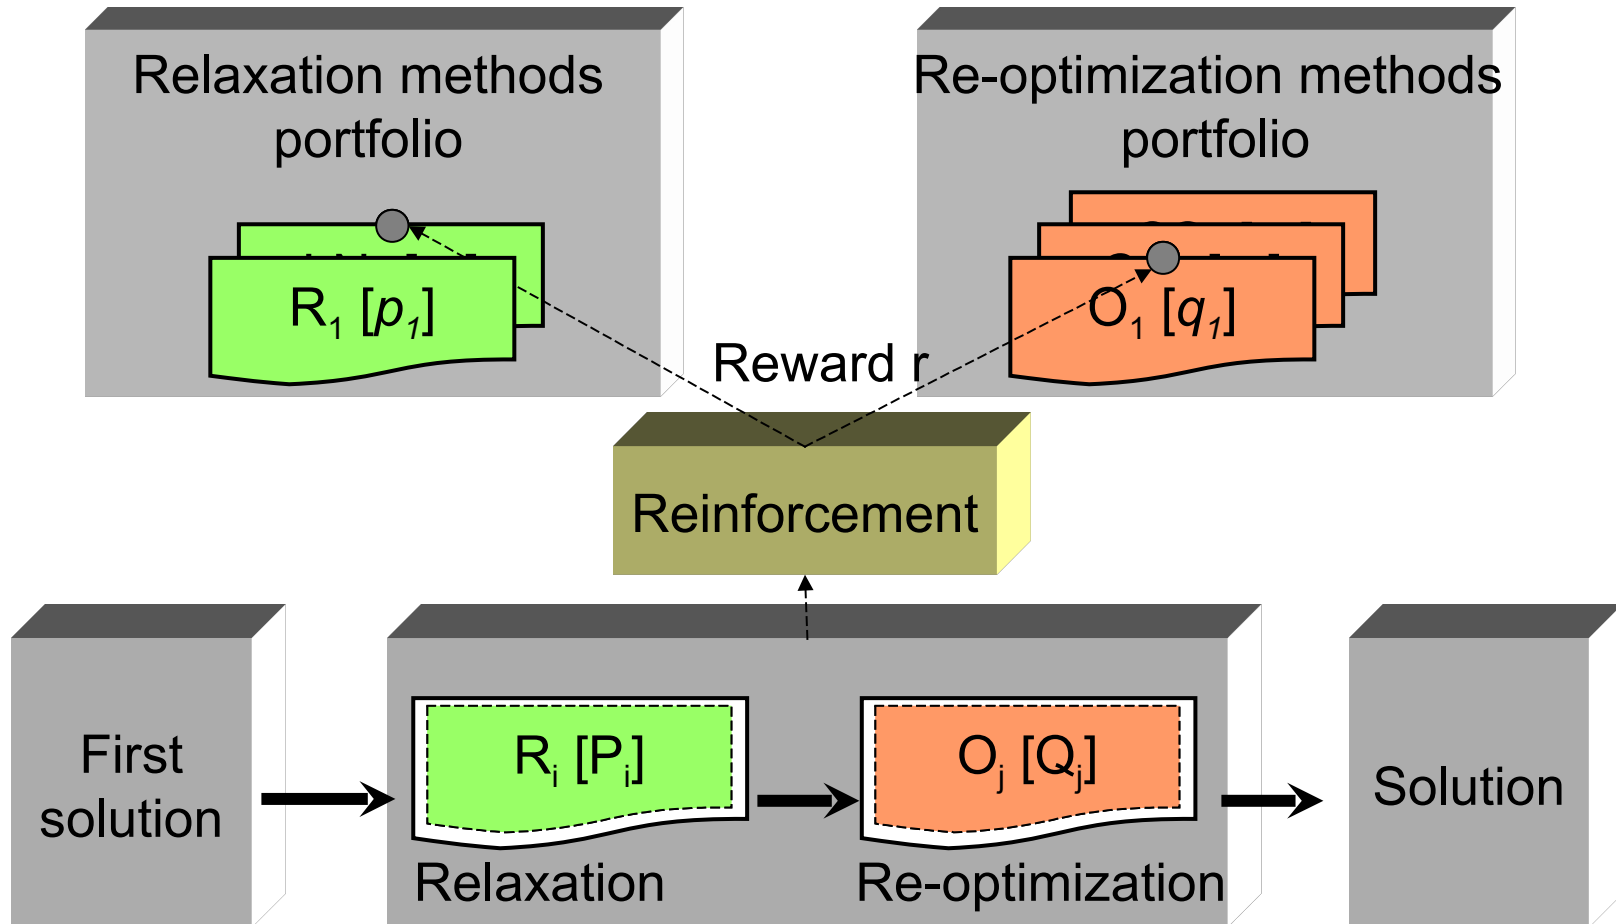 Relaxation methods
portfolio
Re-optimization methods
portfolio
R₁ [p₁]
O₁ [q₁]
Reward r
Reinforcement
First
solution
Rᵢ [Pᵢ]
Oⱼ [Qⱼ]
Solution
Relaxation
Re-optimization